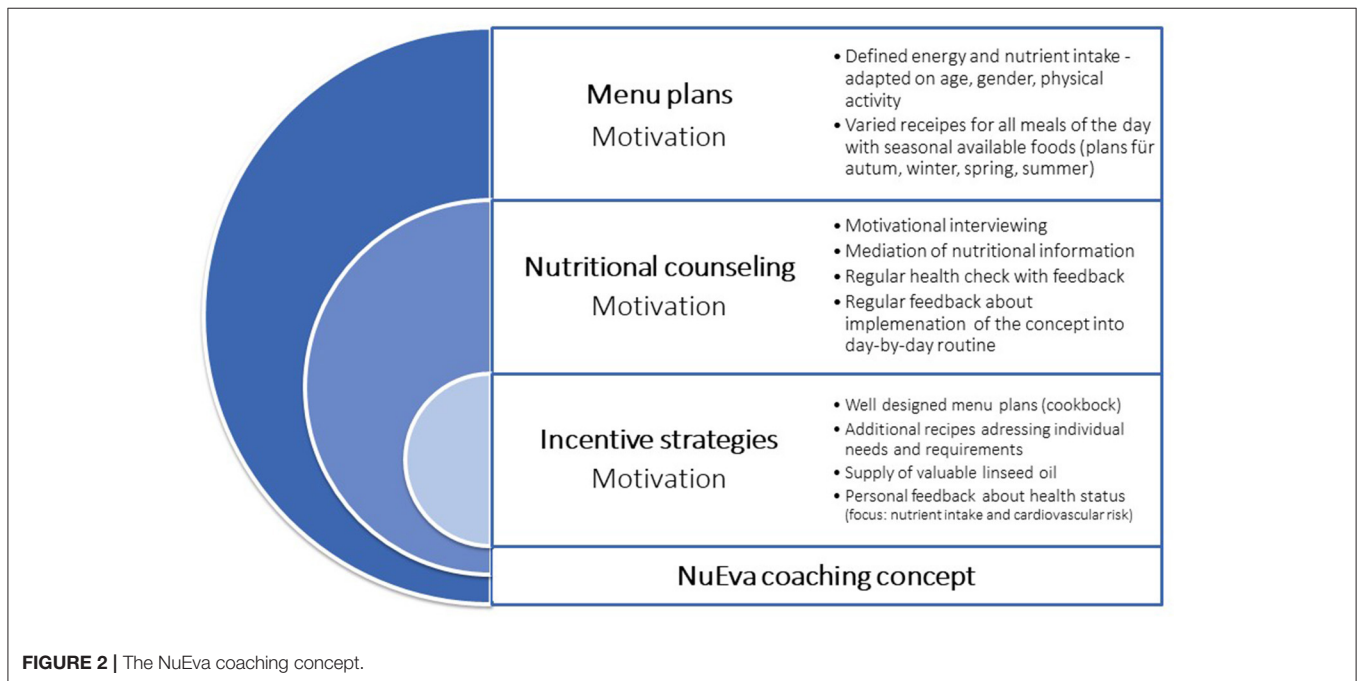 Menu plans
Motivation
• Defined energy and nutrient intake -
adapted on age, gender, physical
activity
• Varied receipes for all meals of the day
with seasonal available foods (plans für
autum, winter, spring, summer)
Nutritional counseling
Motivation
• Motivational interviewing
• Mediation of nutritional information
• Regular health check with feedback
• Regular feedback about
implemenation of the concept into
day-by-day routine
Incentive strategies
Motivation
• Well designed menu plans (cookbock)
• Additional recipes adressing individual
needs and requirements
• Supply of valuable linseed oil
• Personal feedback about health status
(focus: nutrient intake and cardiovascular risk)
NuEva coaching concept
FIGURE 2 | The NuEva coaching concept.